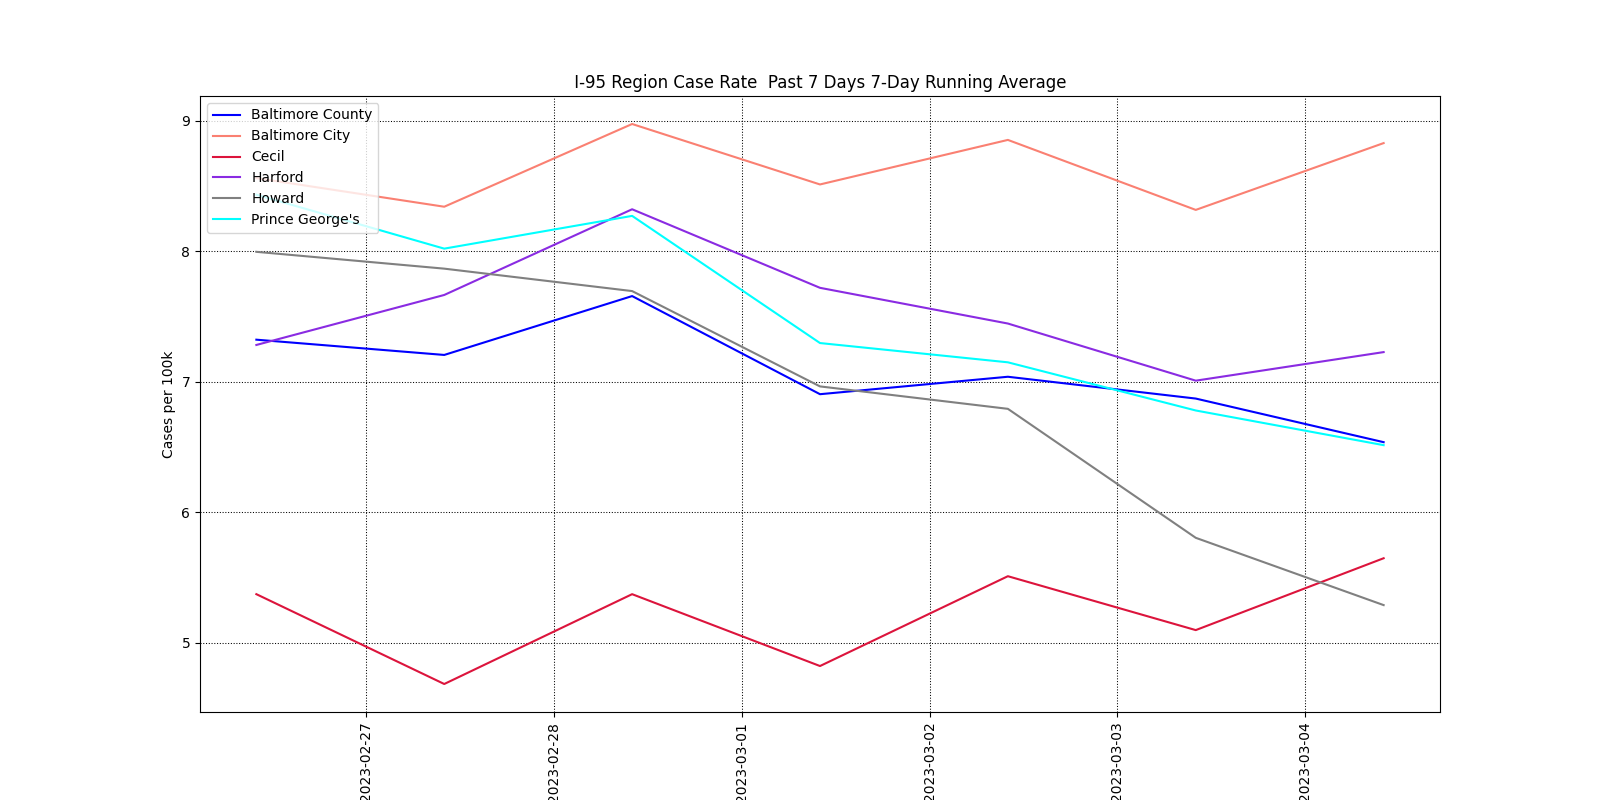 I-95 Region Case Rate  Past 7 Days 7-Day Running Average
Baltimore County
Baltimore City
Cecil
Harford
Howard
Prince George's
Cases per 100k
9
8
7
6
5
2023-02-27
2023-02-28
2023-03-01
2023-03-02
2023-03-03
2023-03-04